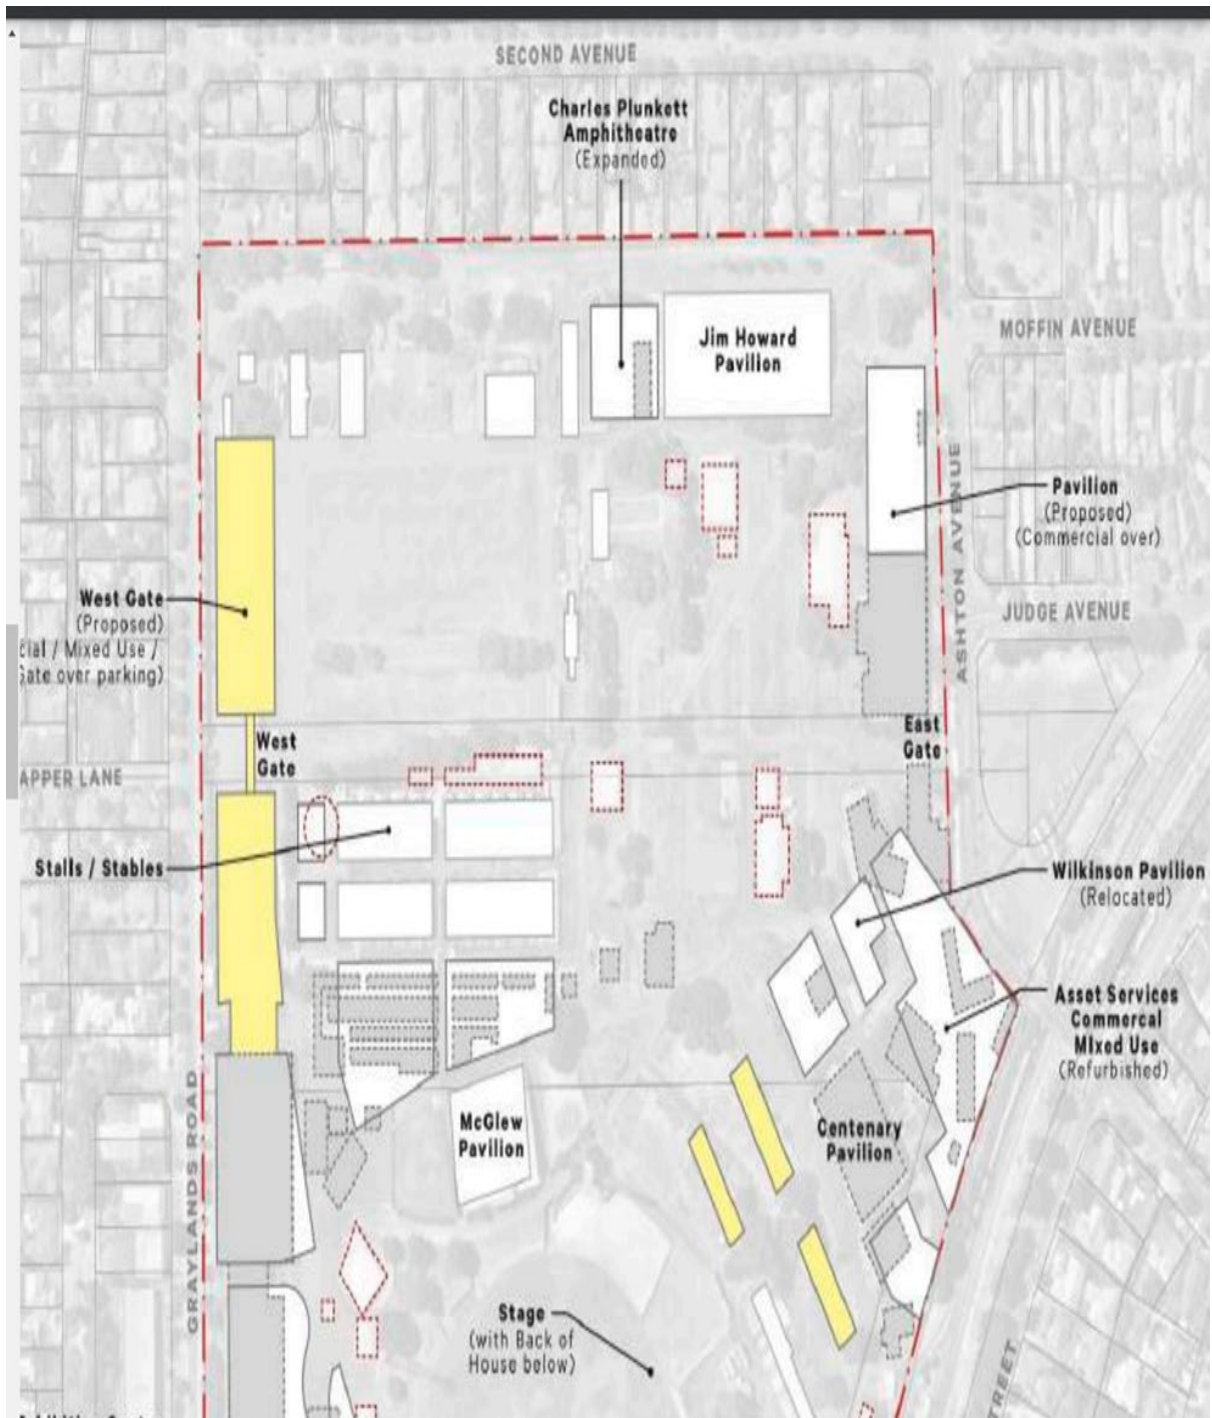 SECOND AVENUE
Charles Plunkett
Amphitheatre
(Expanded)
Jim Howard
Pavilion
MOFFIN AVENUE
ASHTON AVENUE
Pavilion
(Proposed)
(Commercial over)
West Gate
(Proposed)
cial / Mixed Use /
Gate over parking)
JUDGE AVENUE
East
Gate
West
Gate
APPER LANE
Stalls / Stables
Wilkinson Pavilion
(Relocated)
Asset Services
Commercal
Mixed Use
(Refurbished)
GRAYLANDS ROAD
McGlew
Pavilion
Centenary
Pavilion
Stage
(with Back of
House below)
TREET